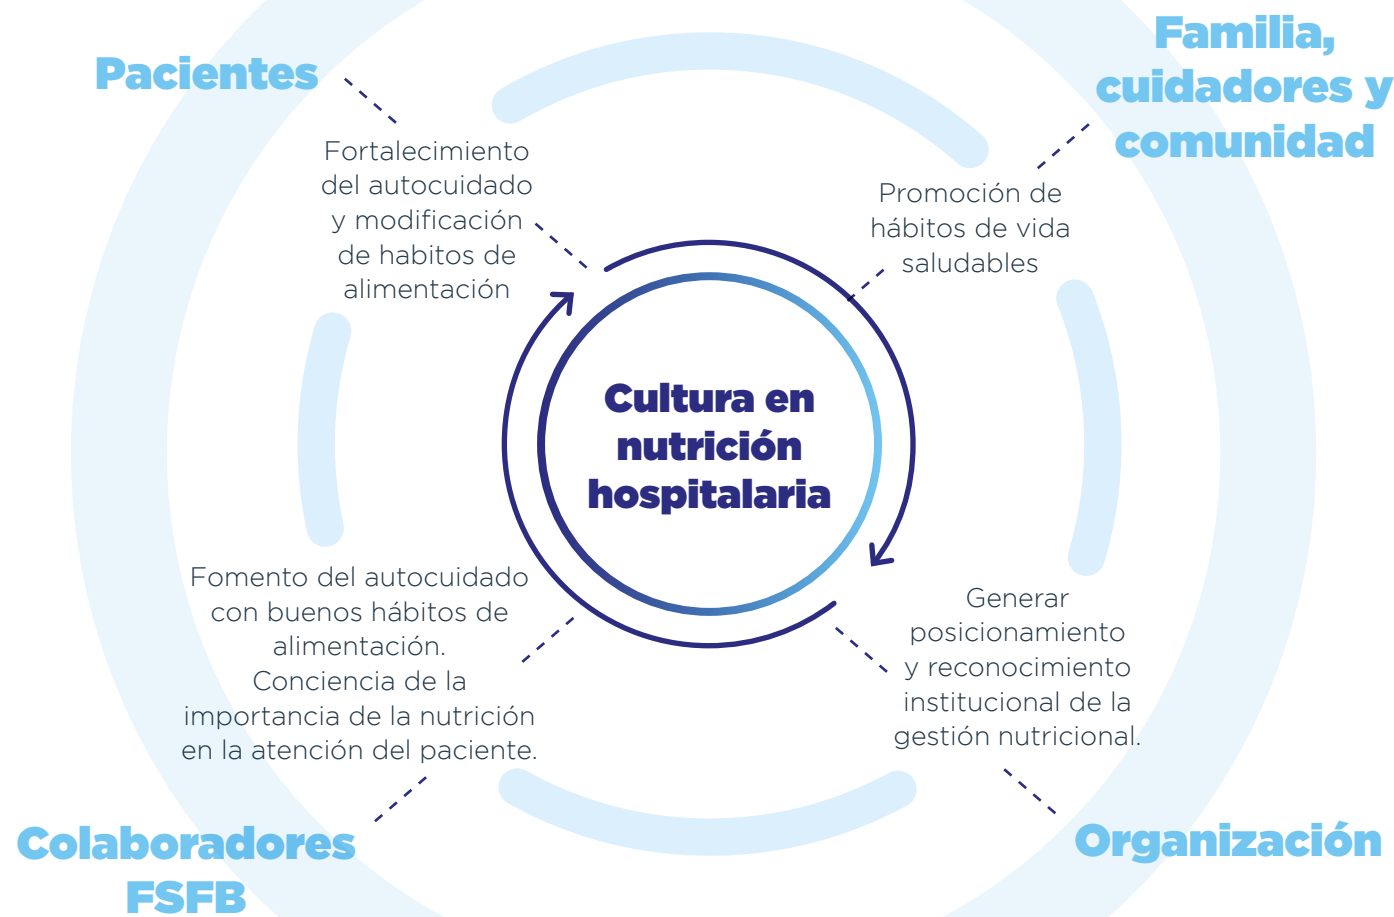 Pacientes
Fortalecimiento
del autocuidado
y modificación
de habitos de
alimentación
Familia,
cuidadores y
comunidad
Promoción de
hábitos de vida
saludables
Cultura en
nutrición
hospitalaria
Fomento del autocuidado
con buenos hábitos de
alimentación.
Conciencia de la
importancia de la nutrición
en la atención del paciente.
Colaboradores
FSFB
Generar
posicionamiento
y reconocimiento
institucional de la
gestión nutricional.
Organización